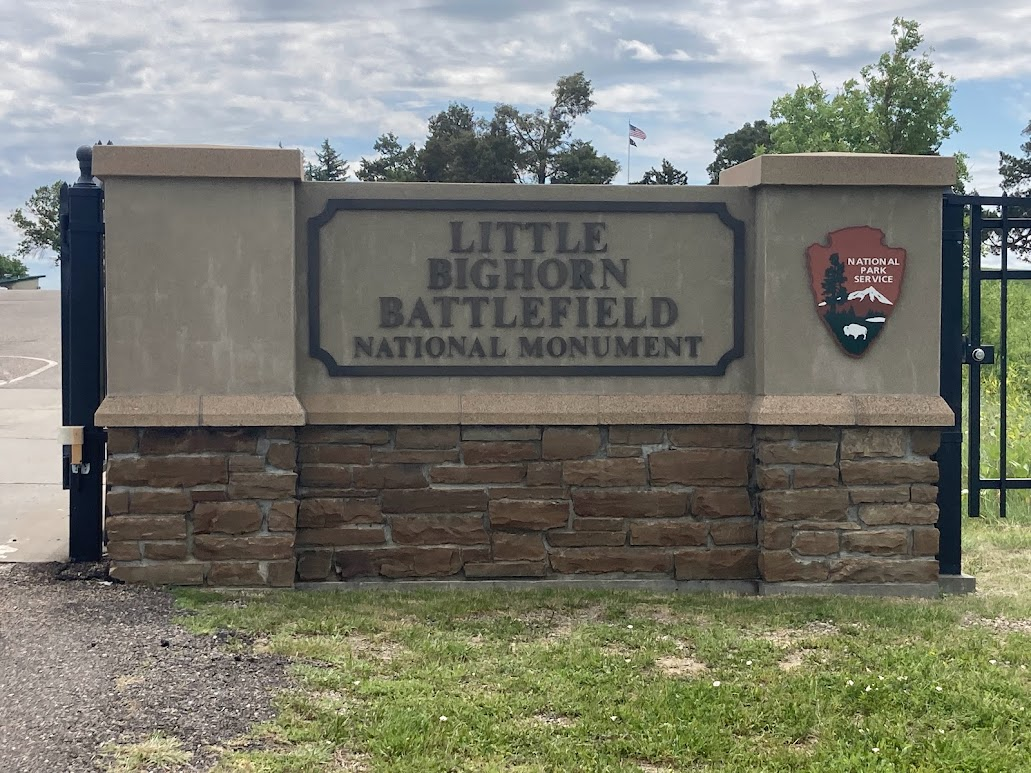 LITTLE
BIGHORN
BATTLEFIELD
NATIONAL MONUMENT
NATIONAL
PARK
SERVICE